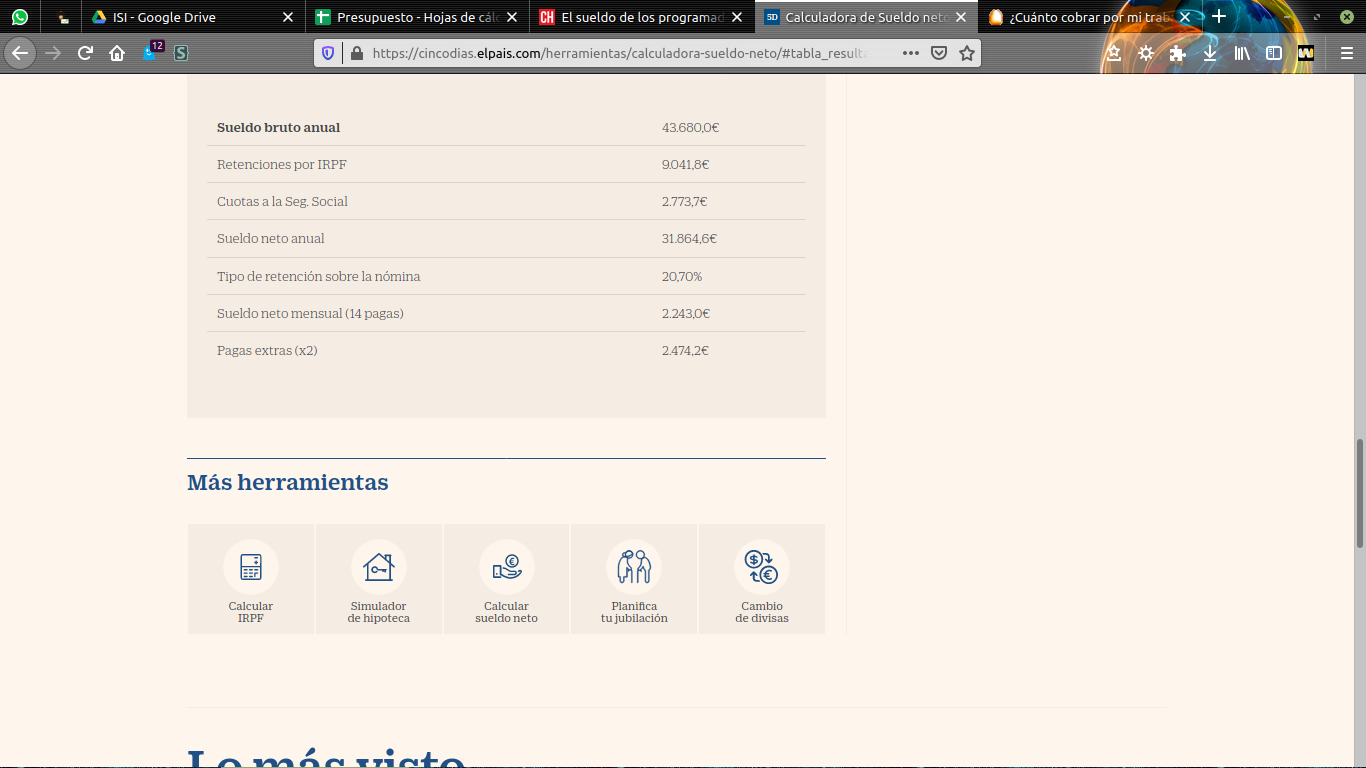 ISI - Google Drive
Presupuesto - Hojas de cálc
El sueldo de los programad
5D
Calculadora de Sueldo neto
¿Cuánto cobrar por mi trab
12
https://cincodias.elpais.com/herramientas/calculadora-sueldo-neto/#tabla_result
Sueldo bruto anual 43.680,0€
Retenciones por IRPF 9.041,8€
Cuotas a la Seg. Social 2.773,7€
Sueldo neto anual 31.864,6€
Tipo de retención sobre la nómina 20,70%
Sueldo neto mensual (14 pagas) 2.243,0€
Pagas extras (x2) 2.474,2€
Más herramientas
Calcular
IRPF
Simulador
de hipoteca
Calcular
sueldo neto
Planifica
tu jubilación
Cambio
de divisas
Lo más visto